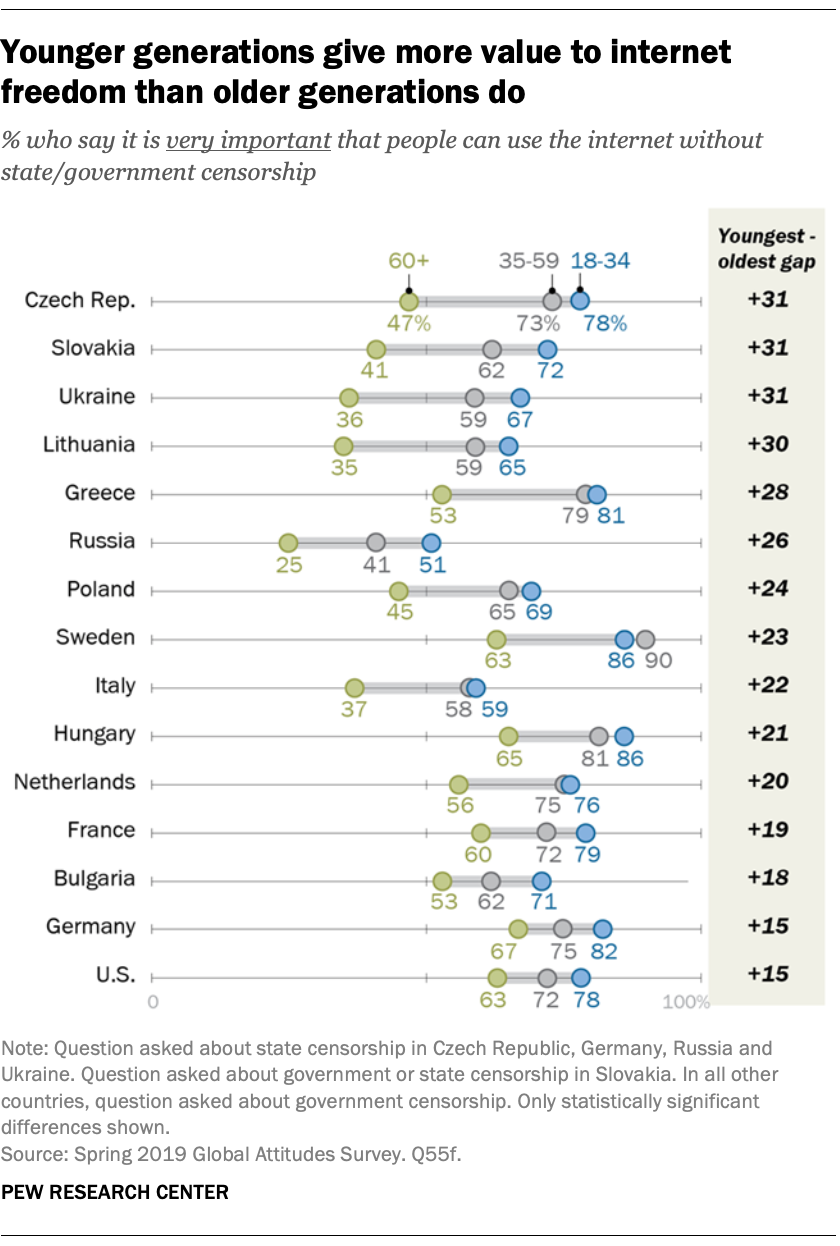 Younger generations give more value to internet
freedom than older generations do
% who say it is very important that people can use the internet without
state/government censorship
Youngest -
oldest gap
60+ 35-59 18-34
Czech Rep. +31
47% 73% 78%
Slovakia +31
41 62 72
Ukraine +31
36 59 67
Lithuania +30
35 59 65
Greece +28
53 79 81
Russia +26
25 41 51
Poland +24
45 65 69
Sweden +23
63 86 90
Italy +22
37 58 59
Hungary +21
65 81 86
Netherlands +20
56 75 76
France +19
60 72 79
Bulgaria +18
53 62 71
Germany +15
67 75 82
U.S. +15
0 63 72 78 100%
Note: Question asked about state censorship in Czech Republic, Germany, Russia and
Ukraine. Question asked about government or state censorship in Slovakia. In all other
countries, question asked about government censorship. Only statistically significant
differences shown.
Source: Spring 2019 Global Attitudes Survey. Q55f.
PEW RESEARCH CENTER